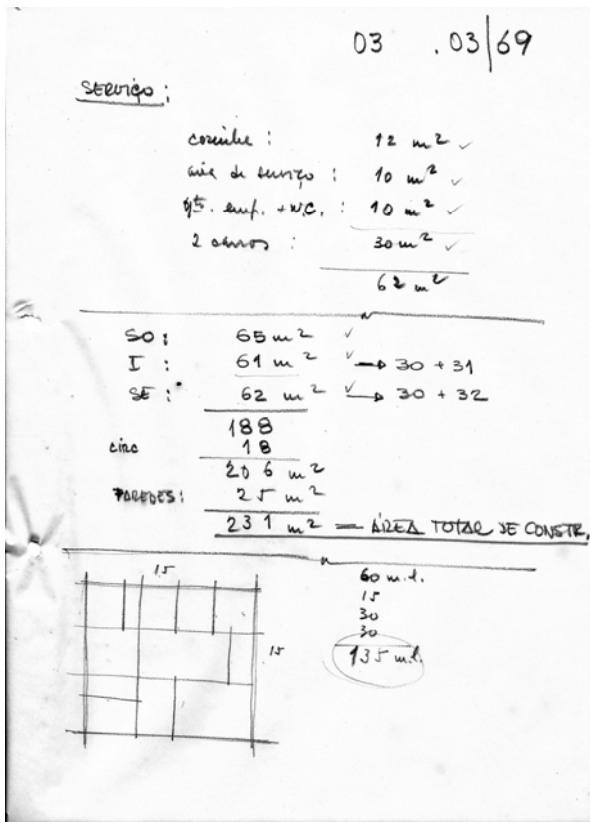 03 .03/69
SERVIÇO:
cozinha : 12 m² ✓
área de serviço : 10 m² ✓
qto. emp. + W.C. : 10 m² ✓
2 carros : 30 m² ✓
62 m²
SO : 65 m² ✓
I : 61 m² ✓ → 30 + 31
SE : 62 m² ✓ → 30 + 32
188
circ 18
206 m²
PAREDES : 25 m²
231 m² — ÁREA TOTAL DE CONSTR.
15
15
60 m.l.
15
30
30
135 m.l.